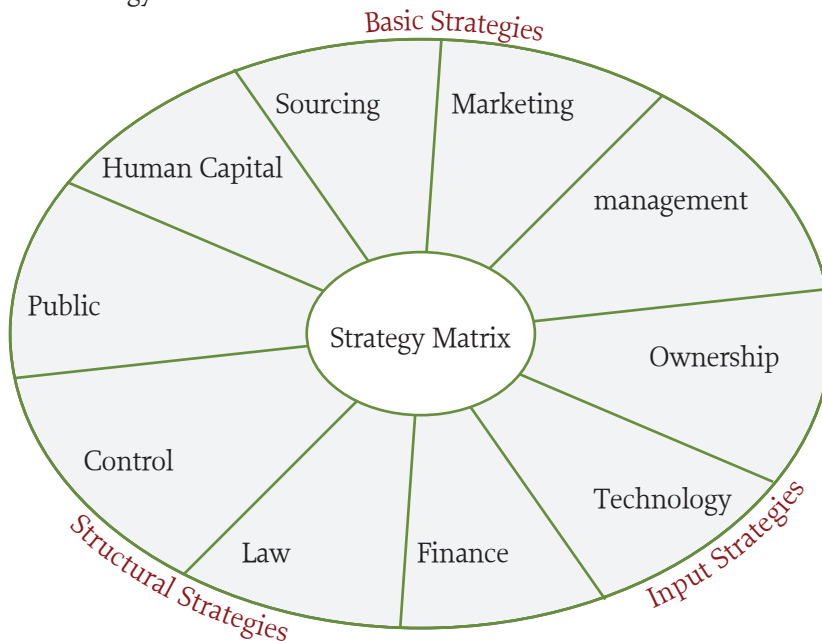 Basic Strategies
Sourcing
Marketing
Human Capital
management
Public
Strategy Matrix
Ownership
Control
Technology
Law
Finance
Structural Strategies
Input Strategies